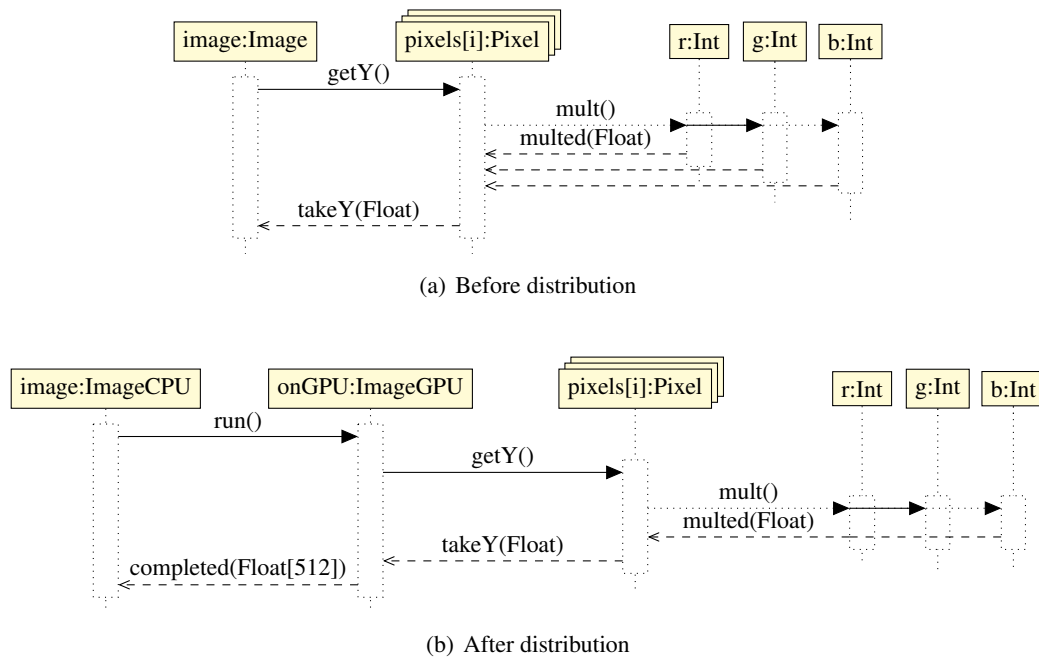 image:Image pixels[i]:Pixel r:Int g:Int b:Int
getY()
mult()
multed(Float)
takeY(Float)
(a) Before distribution
image:ImageCPU onGPU:ImageGPU pixels[i]:Pixel r:Int g:Int b:Int
run()
getY()
mult()
multed(Float)
takeY(Float)
completed(Float[512])
(b) After distribution